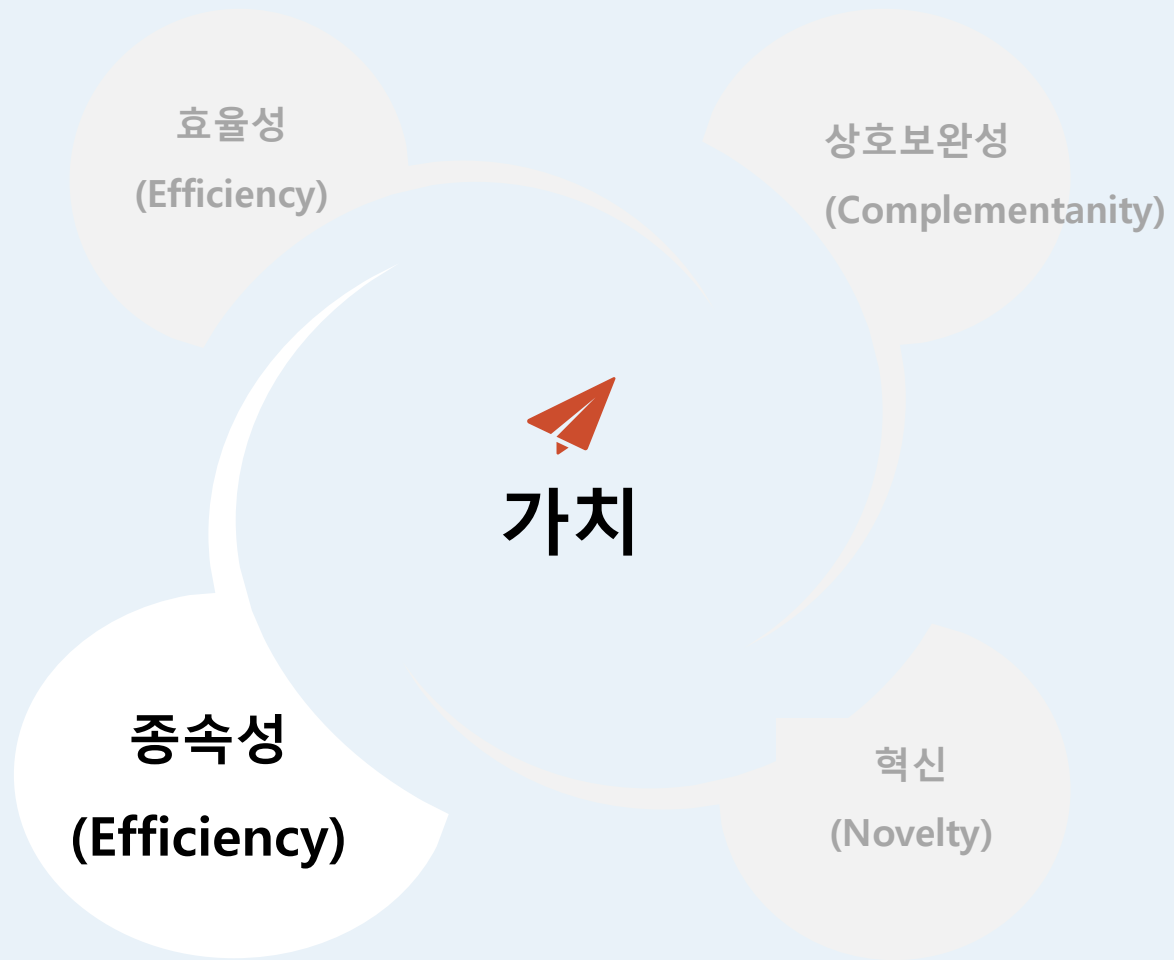 효율성
(Efficiency)
상호보완성
(Complementanity)
가치
종속성
(Efficiency)
혁신
(Novelty)